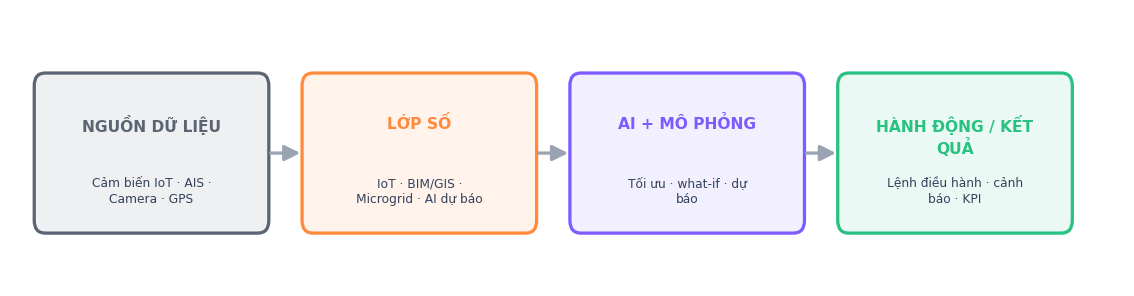 NGUỒN DỮ LIỆU
Cảm biến IoT · AIS ·
Camera · GPS
LỚP SỐ
IoT · BIM/GIS ·
Microgrid · AI dự báo
AI + MÔ PHỎNG
Tối ưu · what-if · dự
báo
HÀNH ĐỘNG / KẾT
QUẢ
Lệnh điều hành · cảnh
báo · KPI